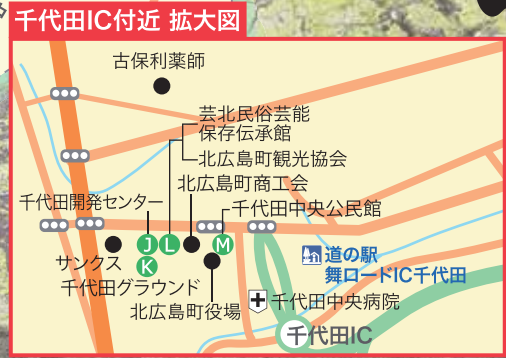 千代田IC付近 拡大図
古保利薬師
芸北民俗芸能
保存伝承館
北広島町観光協会
北広島町商工会
千代田開発センター
千代田中央公民館
J
L
M
K
サンクス
千代田グラウンド
北広島町役場
道の駅
舞ロードIC千代田
千代田中央病院
千代田IC